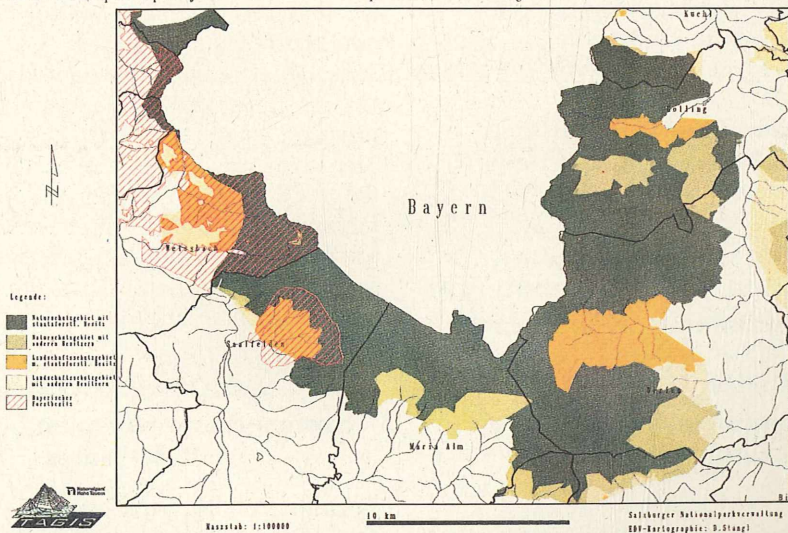 Kuchl
Golling
Bayern
Weissbach
Saalfelden
Maria Alm
Legende:
Naturschutzgebiet mit
staatsforstl. Besitz
Naturschutzgebiet mit
anderen Besitzern
Landschaftsschutzgebiet
m. staatsforstl. Besitz
Landschaftsschutzgebiet
mit anderen Besitzern
Bayerischer
Forstbesitz
Nationalpark
Hohe Tauern
TAGIS
Maszstab: 1:100000
10 km
Salzburger Nationalparkverwaltung
EDV-Kartographie: D.Stangl